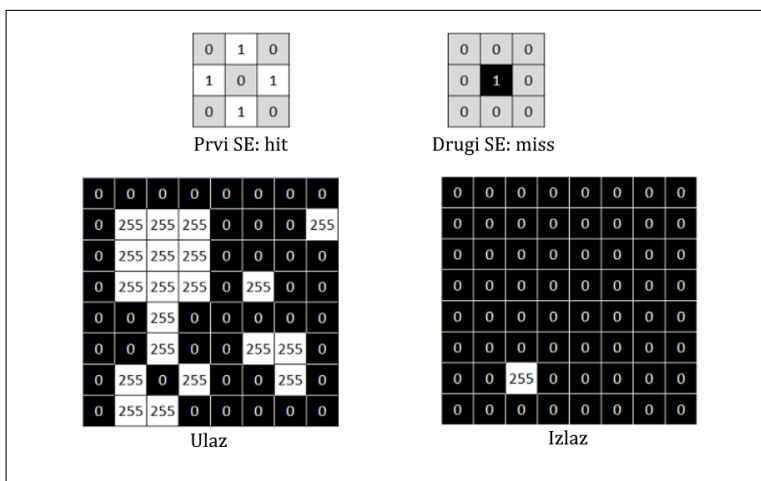 0 1 0
1 0 1
0 1 0
Prvi SE: hit
0 0 0
0 1 0
0 0 0
Drugi SE: miss
0 0 0 0 0 0 0 0
0 255 255 255 0 0 0 255
0 255 255 255 0 0 0 0
0 255 255 255 0 255 0 0
0 0 255 0 0 0 0 0
0 0 255 0 0 255 255 0
0 255 0 255 0 0 255 0
0 255 255 0 0 0 0 0
Ulaz
0 0 0 0 0 0 0 0
0 0 0 0 0 0 0 0
0 0 0 0 0 0 0 0
0 0 0 0 0 0 0 0
0 0 0 0 0 0 0 0
0 0 0 0 0 0 0 0
0 0 255 0 0 0 0 0
0 0 0 0 0 0 0 0
Izlaz